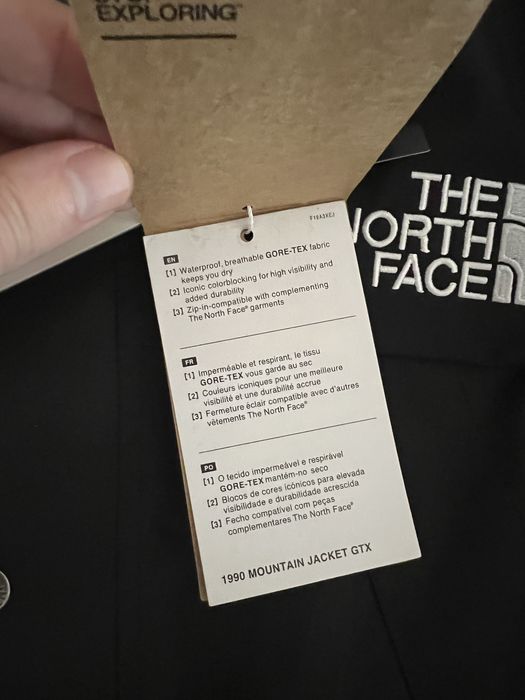 EXPLORING™
F19A3XEJ
EN
[1] Waterproof, breathable GORE-TEX fabric
keeps you dry
[2] Iconic colorblocking for high visibility and
added durability
[3] Zip-in-compatible with complementing
The North Face® garments
FR
[1] Imperméable et respirant, le tissu
GORE-TEX vous garde au sec
[2] Couleurs iconiques pour une meilleure
visibilité et une durabilité accrue
[3] Fermeture éclair compatible avec d'autres
vêtements The North Face®
PO
[1] O tecido impermeável e respirável
GORE-TEX mantém-no seco
[2] Blocos de cores icónicos para elevada
visibilidade e durabilidade acrescida
[3] Fecho compatível com peças
complementares The North Face®
1990 MOUNTAIN JACKET GTX
THE
NORTH
FACE